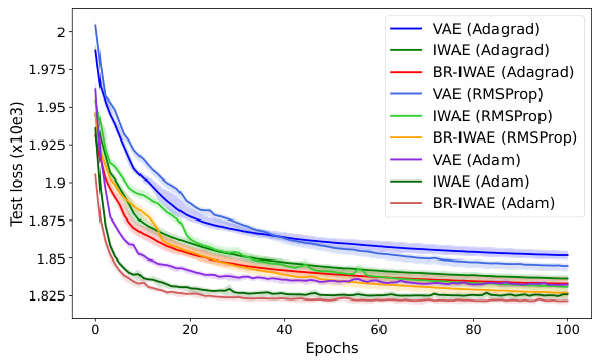 Test loss (x10e3)
2
1.975
1.95
1.925
1.9
1.875
1.85
1.825
0
20
40
60
80
100
Epochs
VAE (Adagrad)
IWAE (Adagrad)
BR-IWAE (Adagrad)
VAE (RMSProp)
IWAE (RMSProp)
BR-IWAE (RMSProp)
VAE (Adam)
IWAE (Adam)
BR-IWAE (Adam)